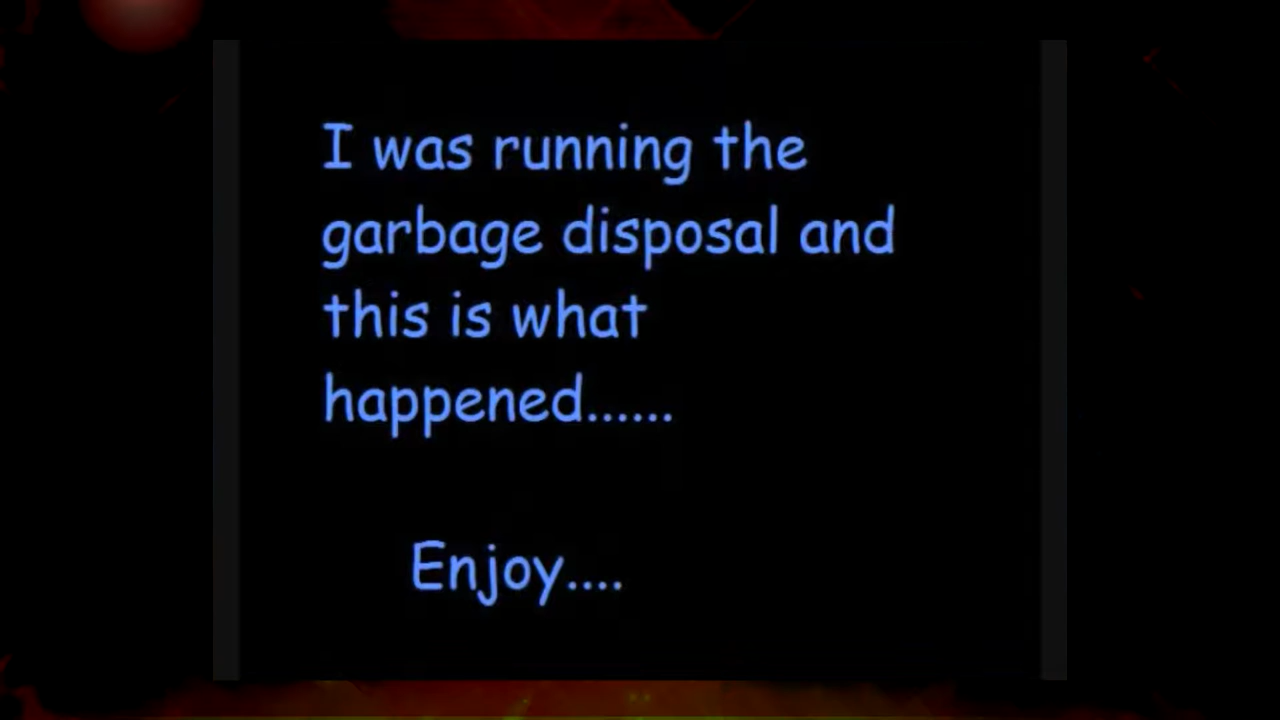 I was running the
garbage disposal and
this is what
happened......
Enjoy....